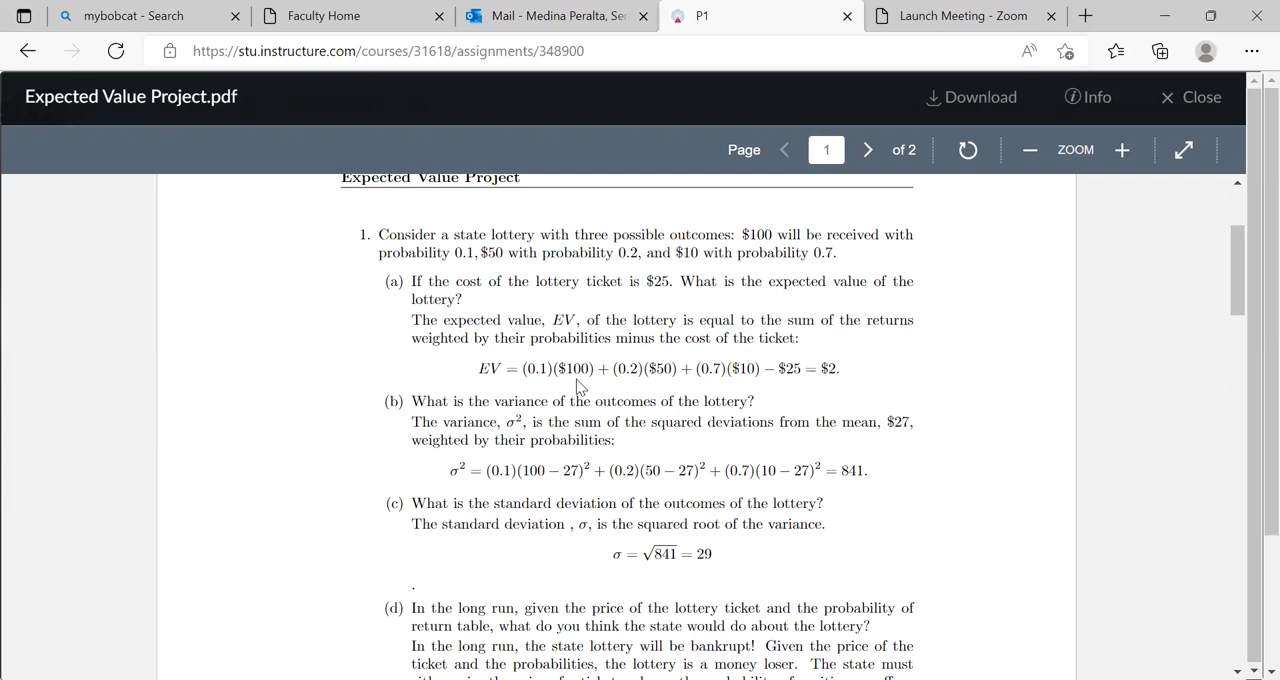 mybobcat - Search
Faculty Home
Mail - Medina Peralta, Ser
P1
Launch Meeting - Zoom
https://stu.instructure.com/courses/31618/assignments/348900
Expected Value Project.pdf
Download
Info
Close
Page 1 of 2
ZOOM
Expected Value Project
1. Consider a state lottery with three possible outcomes: $100 will be received with
probability 0.1, $50 with probability 0.2, and $10 with probability 0.7.
(a) If the cost of the lottery ticket is $25. What is the expected value of the
lottery?
The expected value, EV, of the lottery is equal to the sum of the returns
weighted by their probabilities minus the cost of the ticket:
EV = (0.1)($100) + (0.2)($50) + (0.7)($10) − $25 = $2.
(b) What is the variance of the outcomes of the lottery?
The variance, σ², is the sum of the squared deviations from the mean, $27,
weighted by their probabilities:
σ² = (0.1)(100 − 27)² + (0.2)(50 − 27)² + (0.7)(10 − 27)² = 841.
(c) What is the standard deviation of the outcomes of the lottery?
The standard deviation , σ, is the squared root of the variance.
σ = √841 = 29
.
(d) In the long run, given the price of the lottery ticket and the probability of
return table, what do you think the state would do about the lottery?
In the long run, the state lottery will be bankrupt! Given the price of the
ticket and the probabilities, the lottery is a money loser. The state must